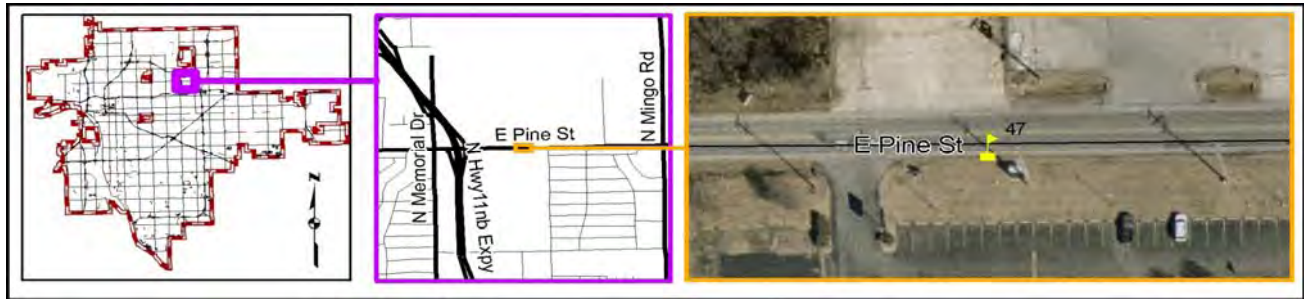 N
N Memorial Dr
E Pine St
N Hwy11nb Expy
N Mingo Rd
E Pine St
47